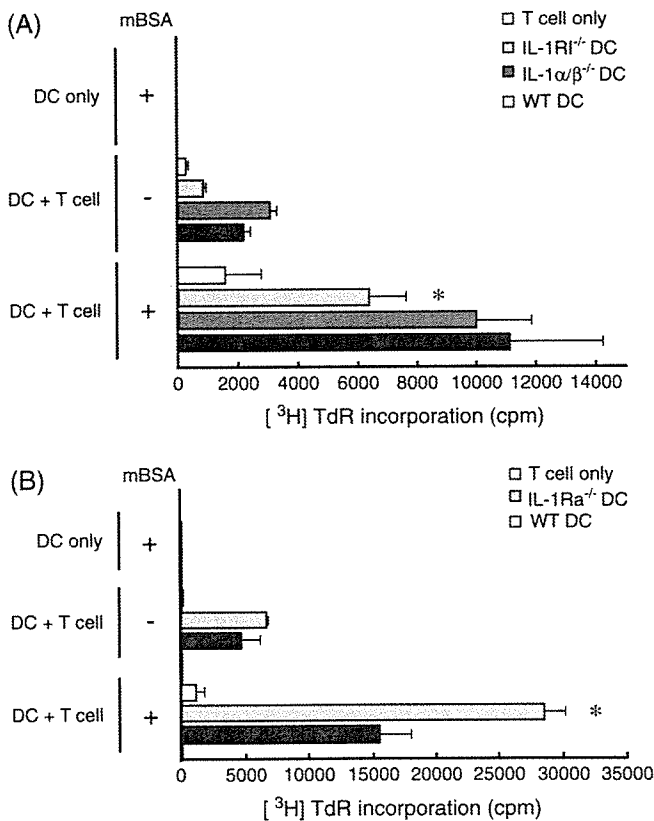 (A)
mBSA
T cell only
IL-1RI-/- DC
IL-1α/β-/- DC
WT DC
DC only
+
DC + T cell
-
DC + T cell
+
*
0 2000 4000 6000 8000 10000 12000 14000
[ 3H] TdR incorporation (cpm)
(B)
mBSA
T cell only
IL-1Ra-/- DC
WT DC
DC only
+
DC + T cell
-
DC + T cell
+
*
0 5000 10000 15000 20000 25000 30000 35000
[ 3H] TdR incorporation (cpm)